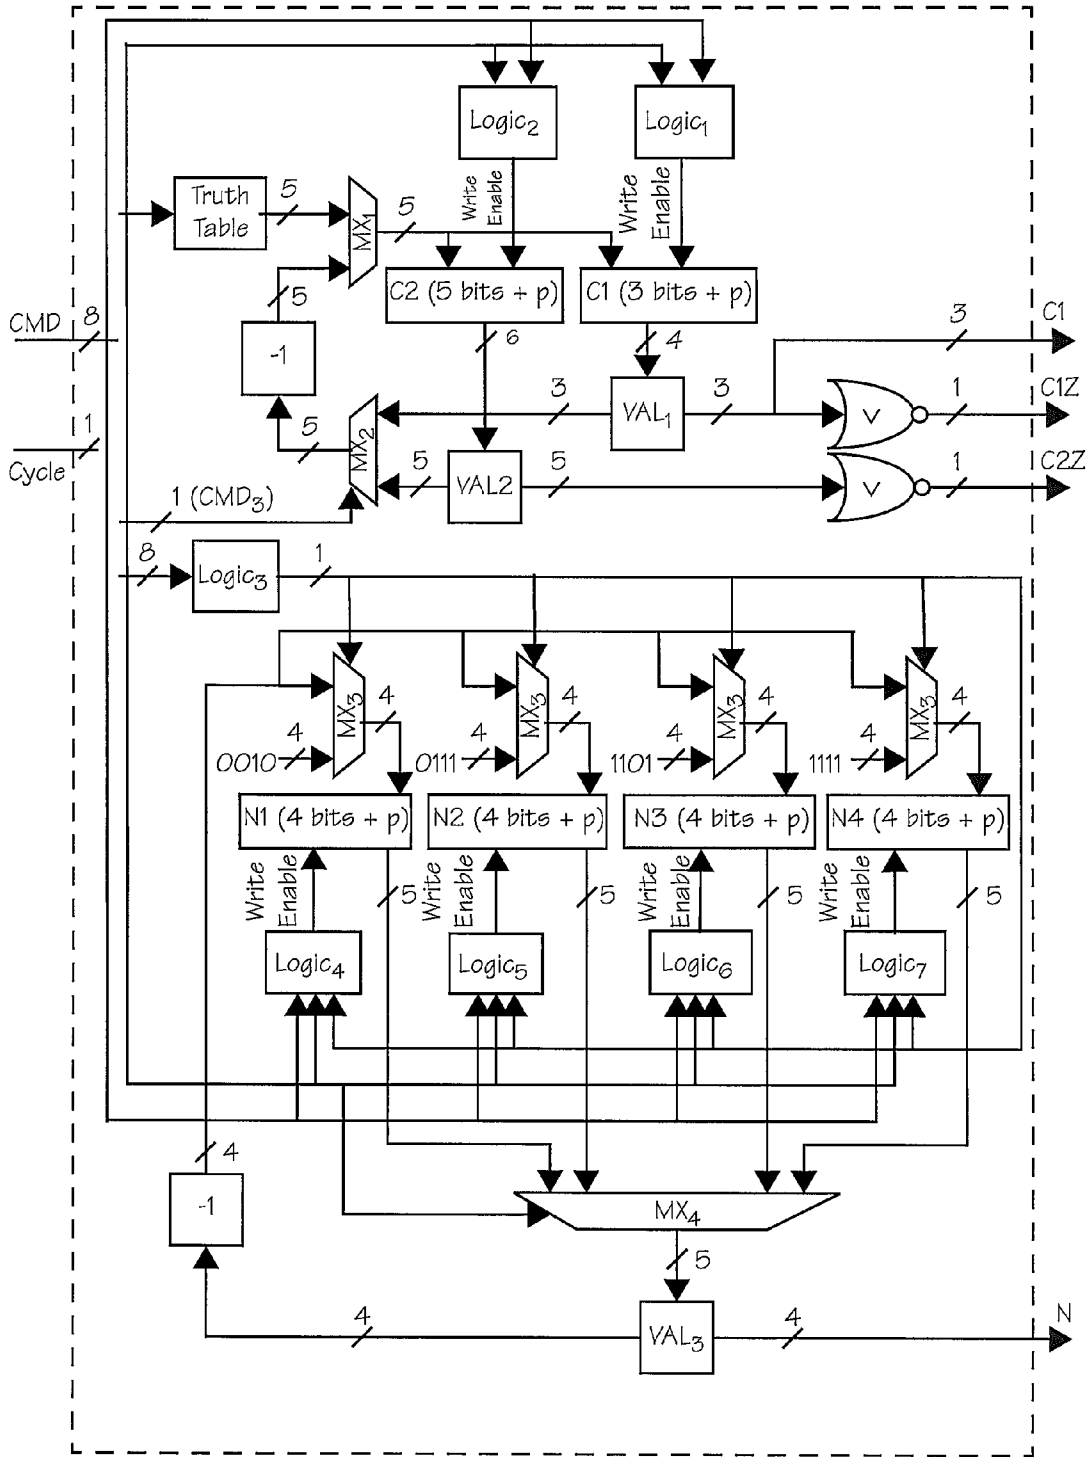 Logic2
Logic1
Write
Enable
Write
Enable
Truth
Table
5
MX1
5
5
C2 (5 bits + p)
C1 (3 bits + p)
CMD
8
-1
6
4
3
C1
3
VAL1
3
V
1
C1Z
Cycle
1
5
MX2
5
VAL2
5
V
1
C2Z
1 (CMD3)
8
Logic3
1
MX3
4
MX3
4
MX3
4
MX3
4
0010
4
0111
4
1101
4
1111
4
N1 (4 bits + p)
N2 (4 bits + p)
N3 (4 bits + p)
N4 (4 bits + p)
Write
Enable
5
Write
Enable
5
Write
Enable
5
Write
Enable
5
Logic4
Logic5
Logic6
Logic7
4
-1
MX4
5
4
VAL3
4
N